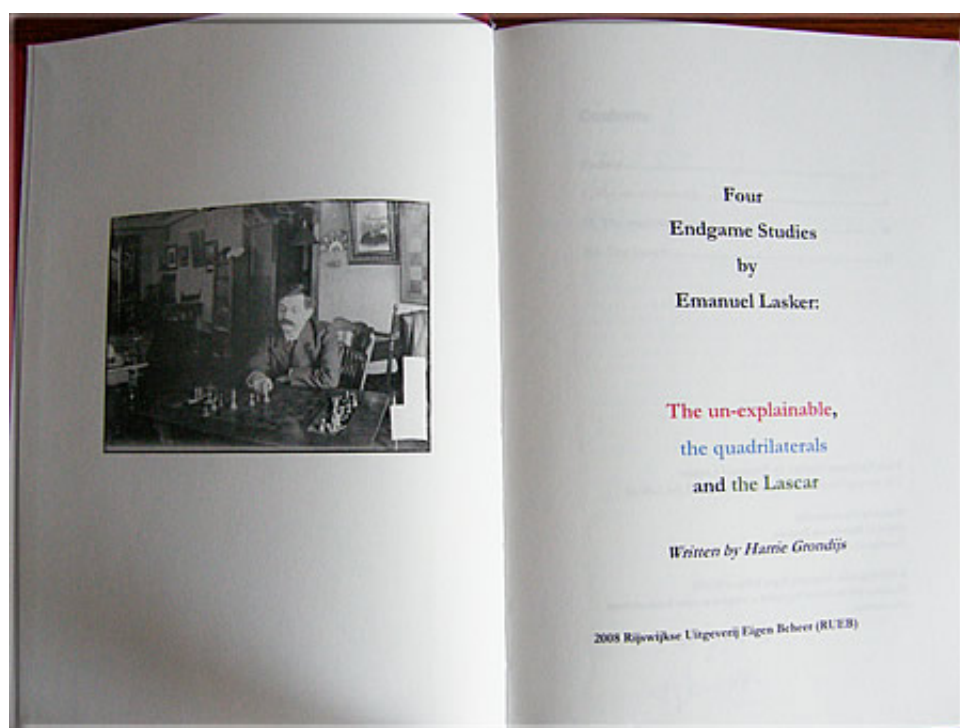 Four
Endgame Studies
by
Emanuel Lasker:
The un-explainable,
the quadrilaterals
and the Lascar
Written by Harrie Grondijs
2008 Rijswijkse Uitgeverij Eigen Beheer (RUEB)